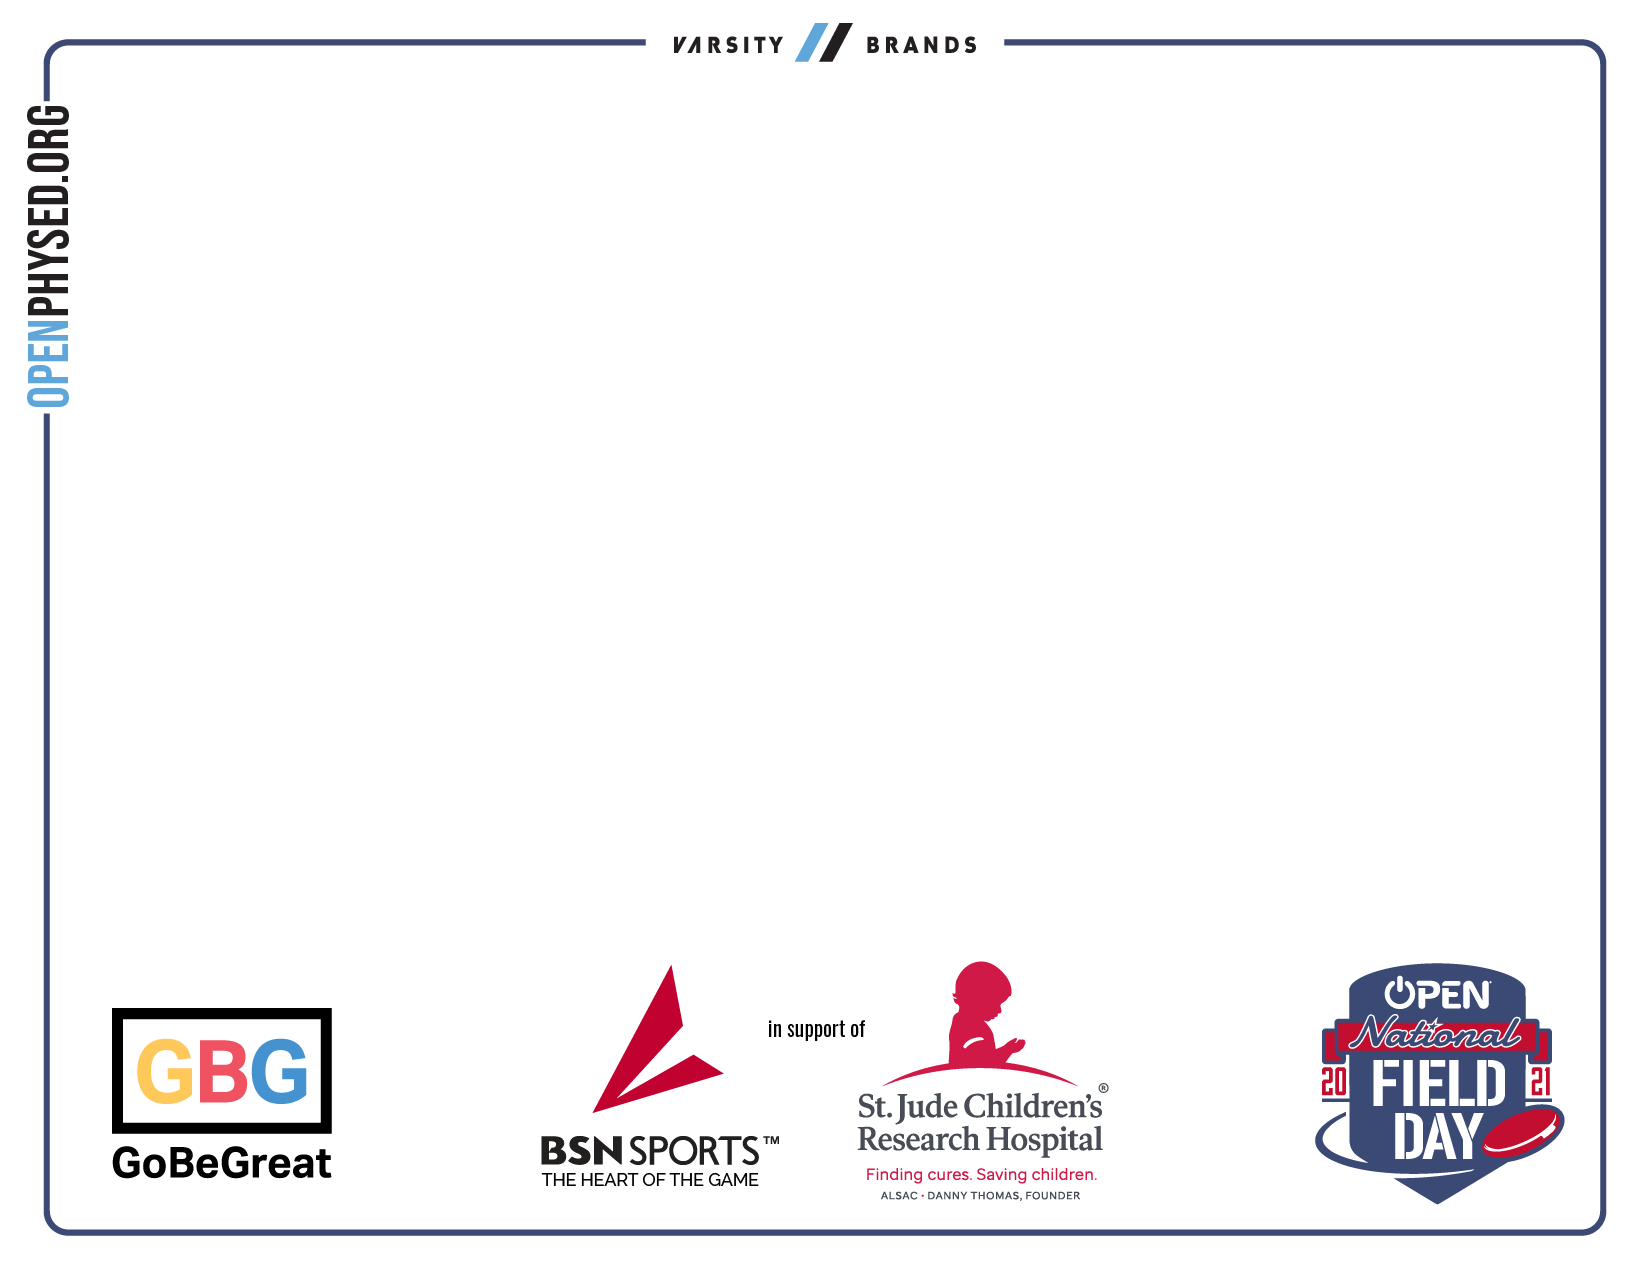 VARSITY BRANDS
OPENPHYSED.ORG
GBG
GoBeGreat
BSN SPORTS™
THE HEART OF THE GAME
in support of
St. Jude Children's®
Research Hospital
Finding cures. Saving children.
ALSAC • DANNY THOMAS, FOUNDER
OPEN
National
20 FIELD 21
DAY